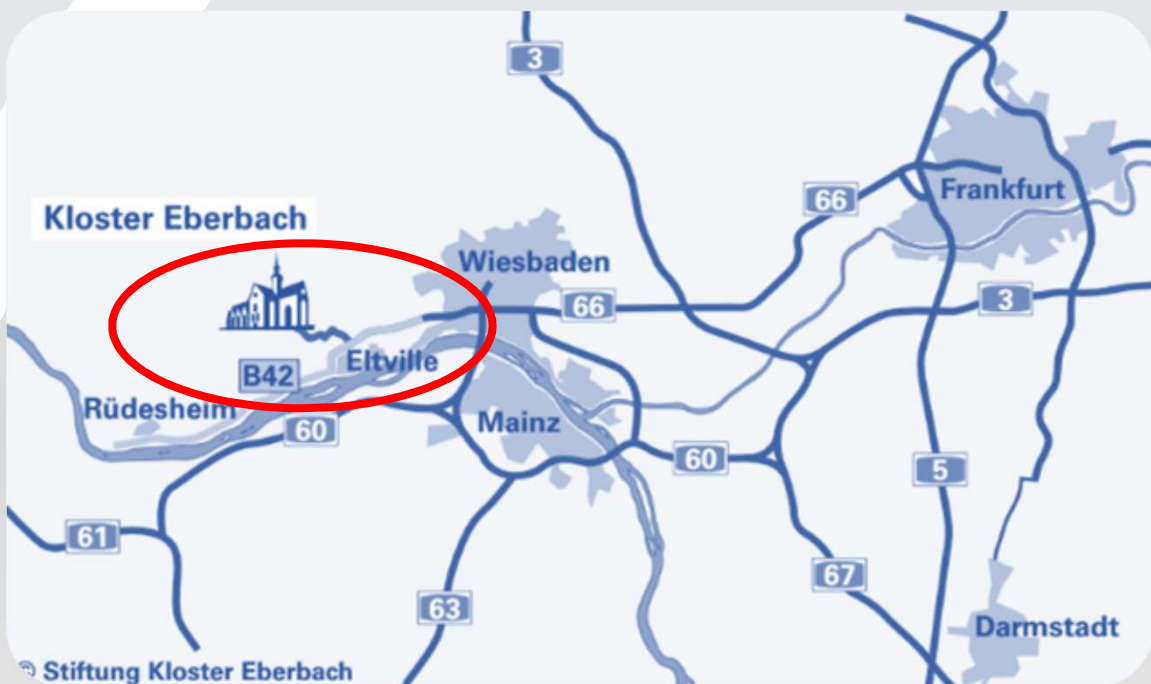 3
66
Frankfurt
Kloster Eberbach
Wiesbaden
66
3
Eltville
B42
Rüdesheim
60
Mainz
60
5
61
67
63
Darmstadt
© Stiftung Kloster Eberbach